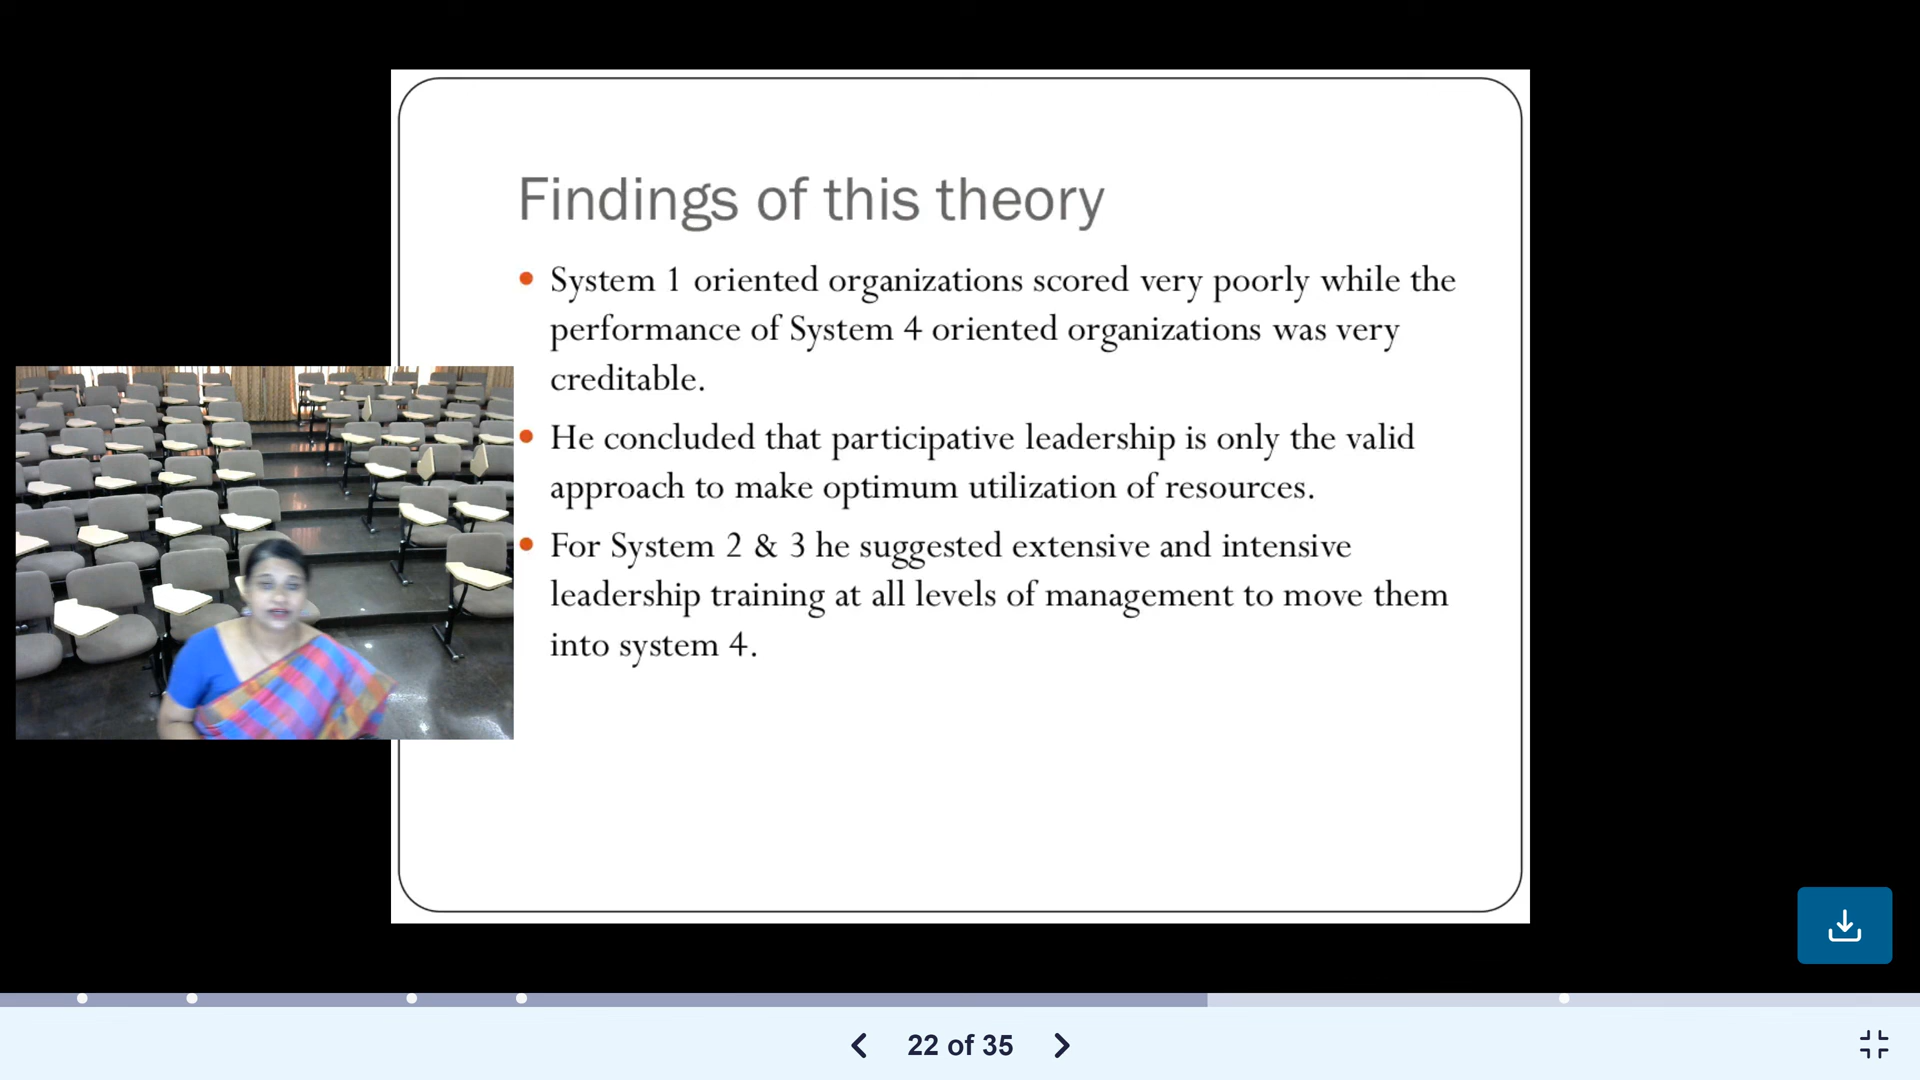 Findings of this theory
System 1 oriented organizations scored very poorly while the
performance of System 4 oriented organizations was very
creditable.
He concluded that participative leadership is only the valid
approach to make optimum utilization of resources.
For System 2 & 3 he suggested extensive and intensive
leadership training at all levels of management to move them
into system 4.
22 of 35